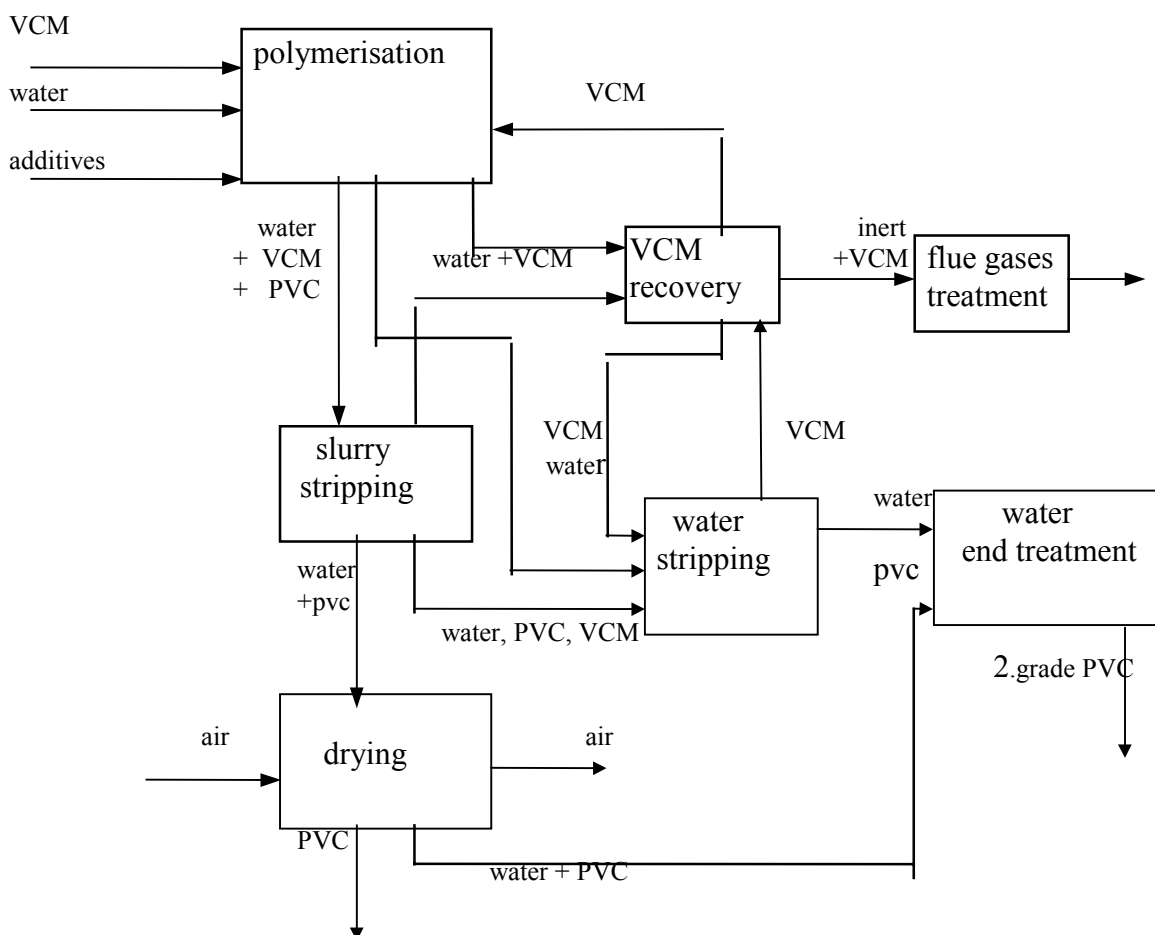 VCM
polymerisation
water
additives
VCM
water
+ VCM
+ PVC
water +VCM
VCM
recovery
inert
+VCM
flue gases
treatment
slurry
stripping
VCM
water
VCM
water
stripping
water
pvc
water
end treatment
water
+pvc
water, PVC, VCM
2.grade PVC
air
drying
air
PVC
water + PVC